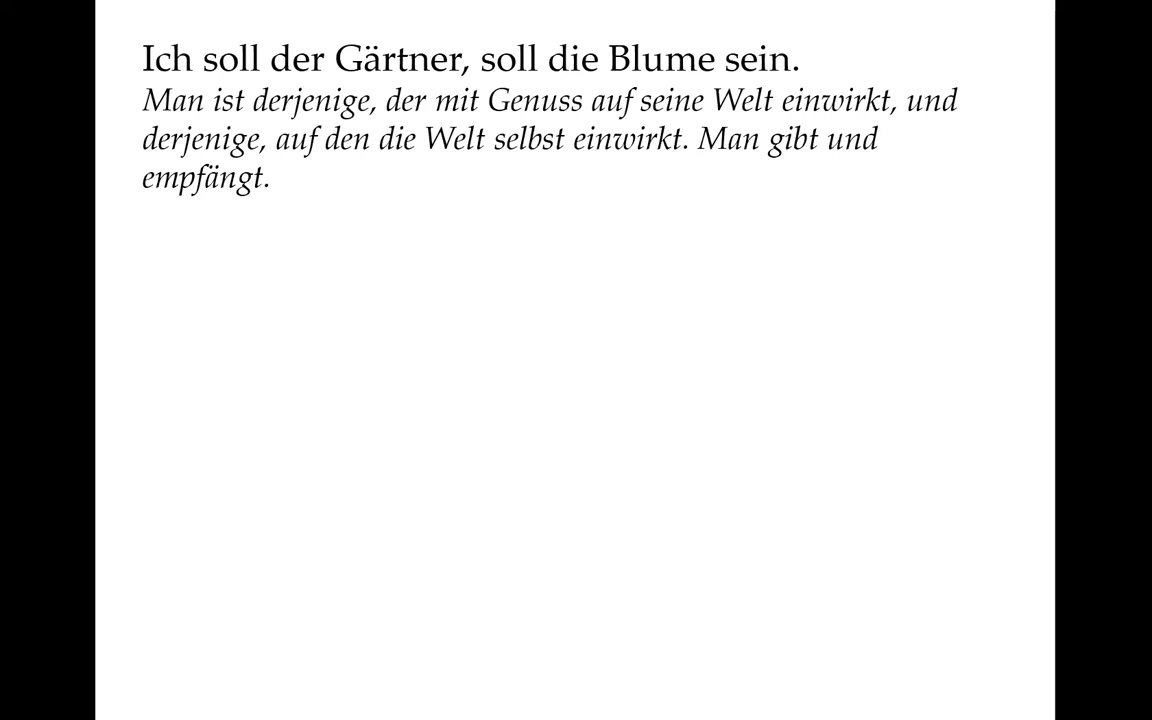 Ich soll der Gärtner, soll die Blume sein.
Man ist derjenige, der mit Genuss auf seine Welt einwirkt, und
derjenige, auf den die Welt selbst einwirkt. Man gibt und
empfängt.